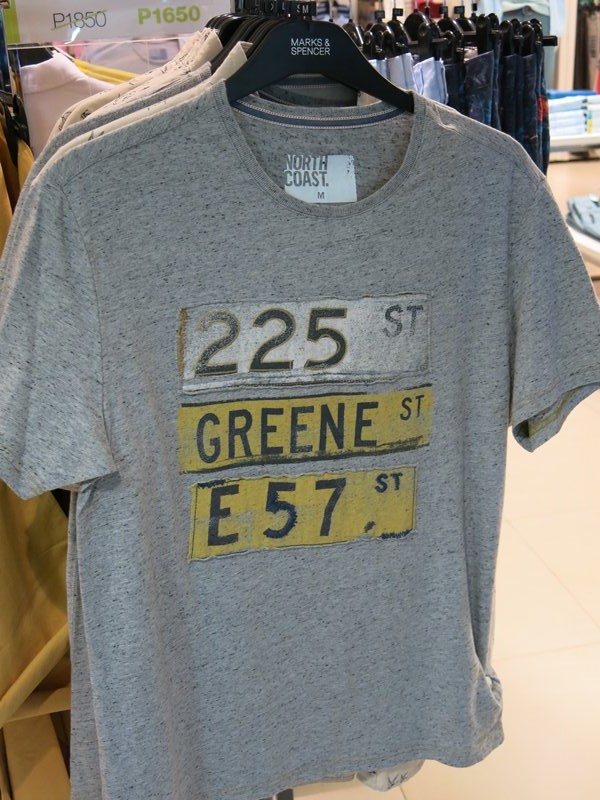 P1850 P1650
MARKS &
SPENCER
NORTH
COAST.
M
225 ST
GREENE ST
E 57 ST